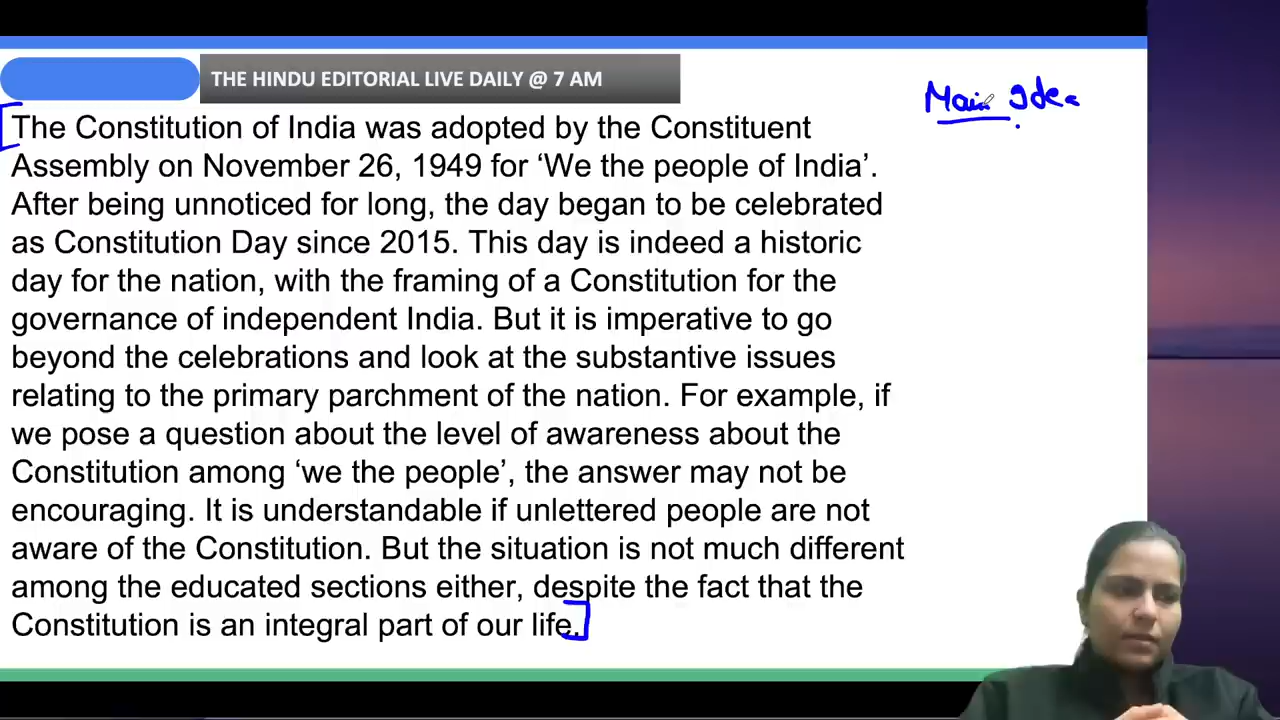 THE HINDU EDITORIAL LIVE DAILY @ 7 AM
Main Idea
The Constitution of India was adopted by the Constituent
Assembly on November 26, 1949 for ‘We the people of India’.
After being unnoticed for long, the day began to be celebrated
as Constitution Day since 2015. This day is indeed a historic
day for the nation, with the framing of a Constitution for the
governance of independent India. But it is imperative to go
beyond the celebrations and look at the substantive issues
relating to the primary parchment of the nation. For example, if
we pose a question about the level of awareness about the
Constitution among ‘we the people’, the answer may not be
encouraging. It is understandable if unlettered people are not
aware of the Constitution. But the situation is not much different
among the educated sections either, despite the fact that the
Constitution is an integral part of our life.